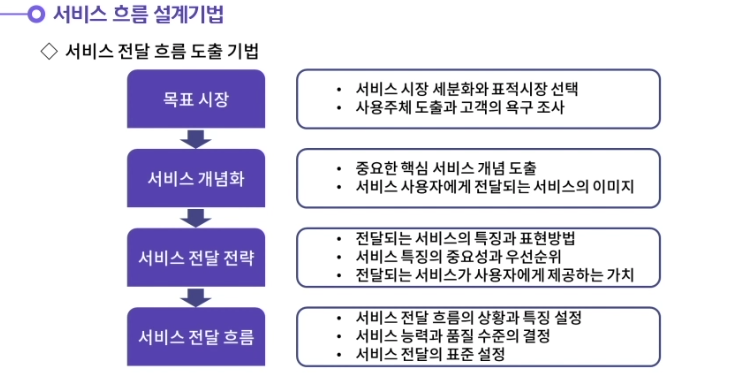 서비스 흐름 설계기법
◇ 서비스 전달 흐름 도출 기법
목표 시장
• 서비스 시장 세분화와 표적시장 선택
• 사용주체 도출과 고객의 욕구 조사
서비스 개념화
• 중요한 핵심 서비스 개념 도출
• 서비스 사용자에게 전달되는 서비스의 이미지
서비스 전달 전략
• 전달되는 서비스의 특징과 표현방법
• 서비스 특징의 중요성과 우선순위
• 전달되는 서비스가 사용자에게 제공하는 가치
서비스 전달 흐름
• 서비스 전달 흐름의 상황과 특징 설정
• 서비스 능력과 품질 수준의 결정
• 서비스 전달의 표준 설정